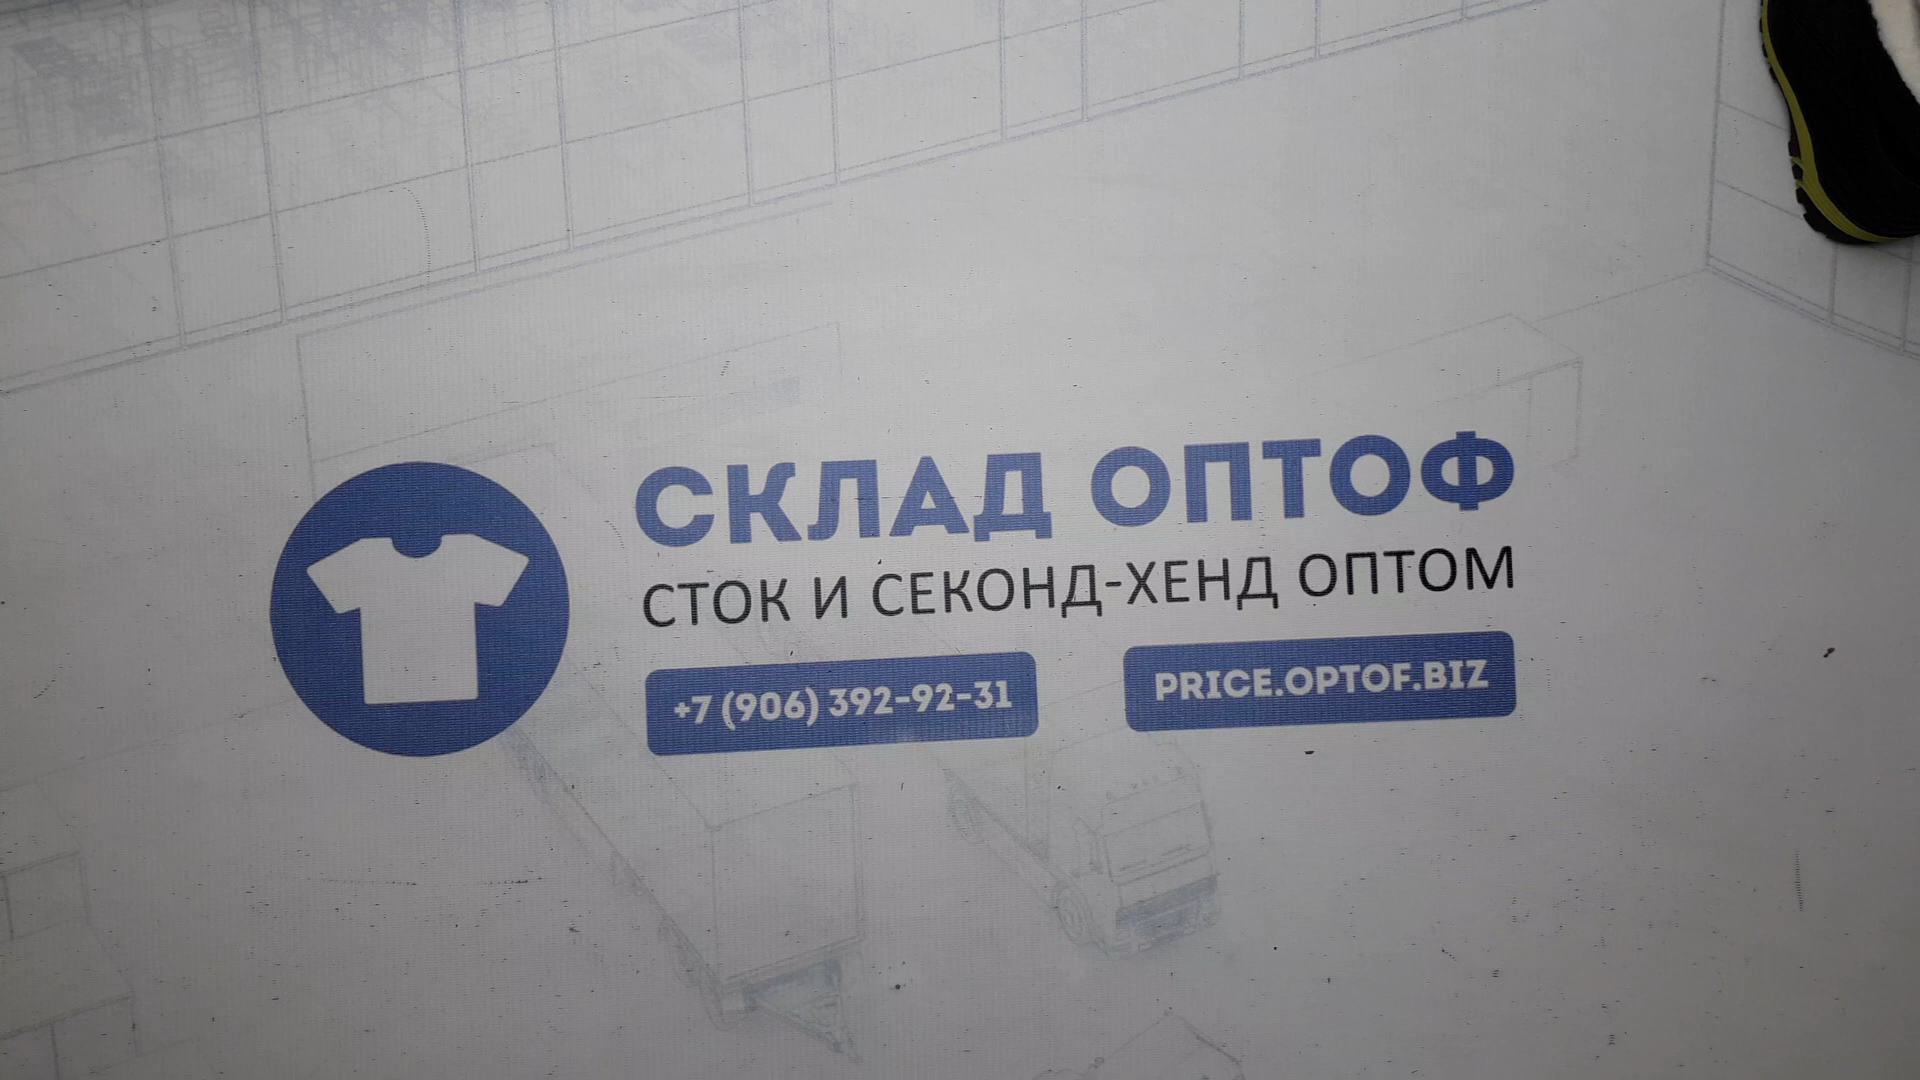 СКЛАД ОПТОФ
СТОК И СЕКОНД-ХЕНД ОПТОМ
+7 (906) 392-92-31
PRICE.OPTOF.BIZ